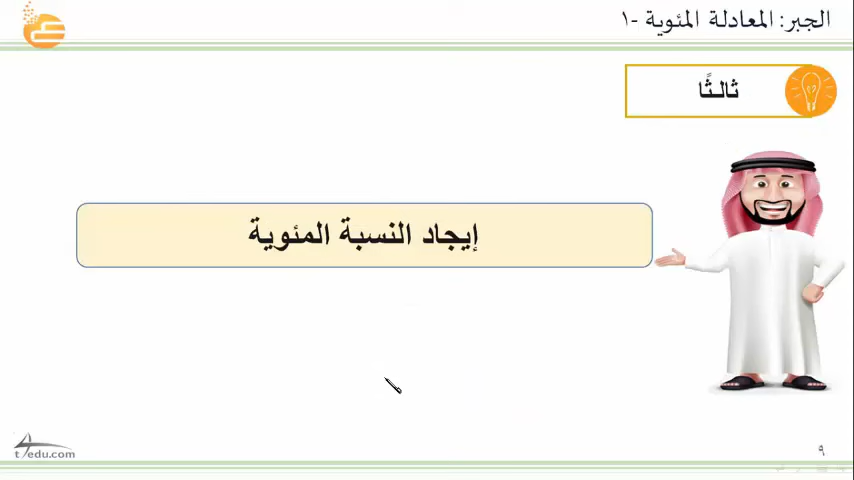 الجبر: المعادلة المئوية -١
ثالثًا
إيجاد النسبة المئوية
t4edu.com
٩